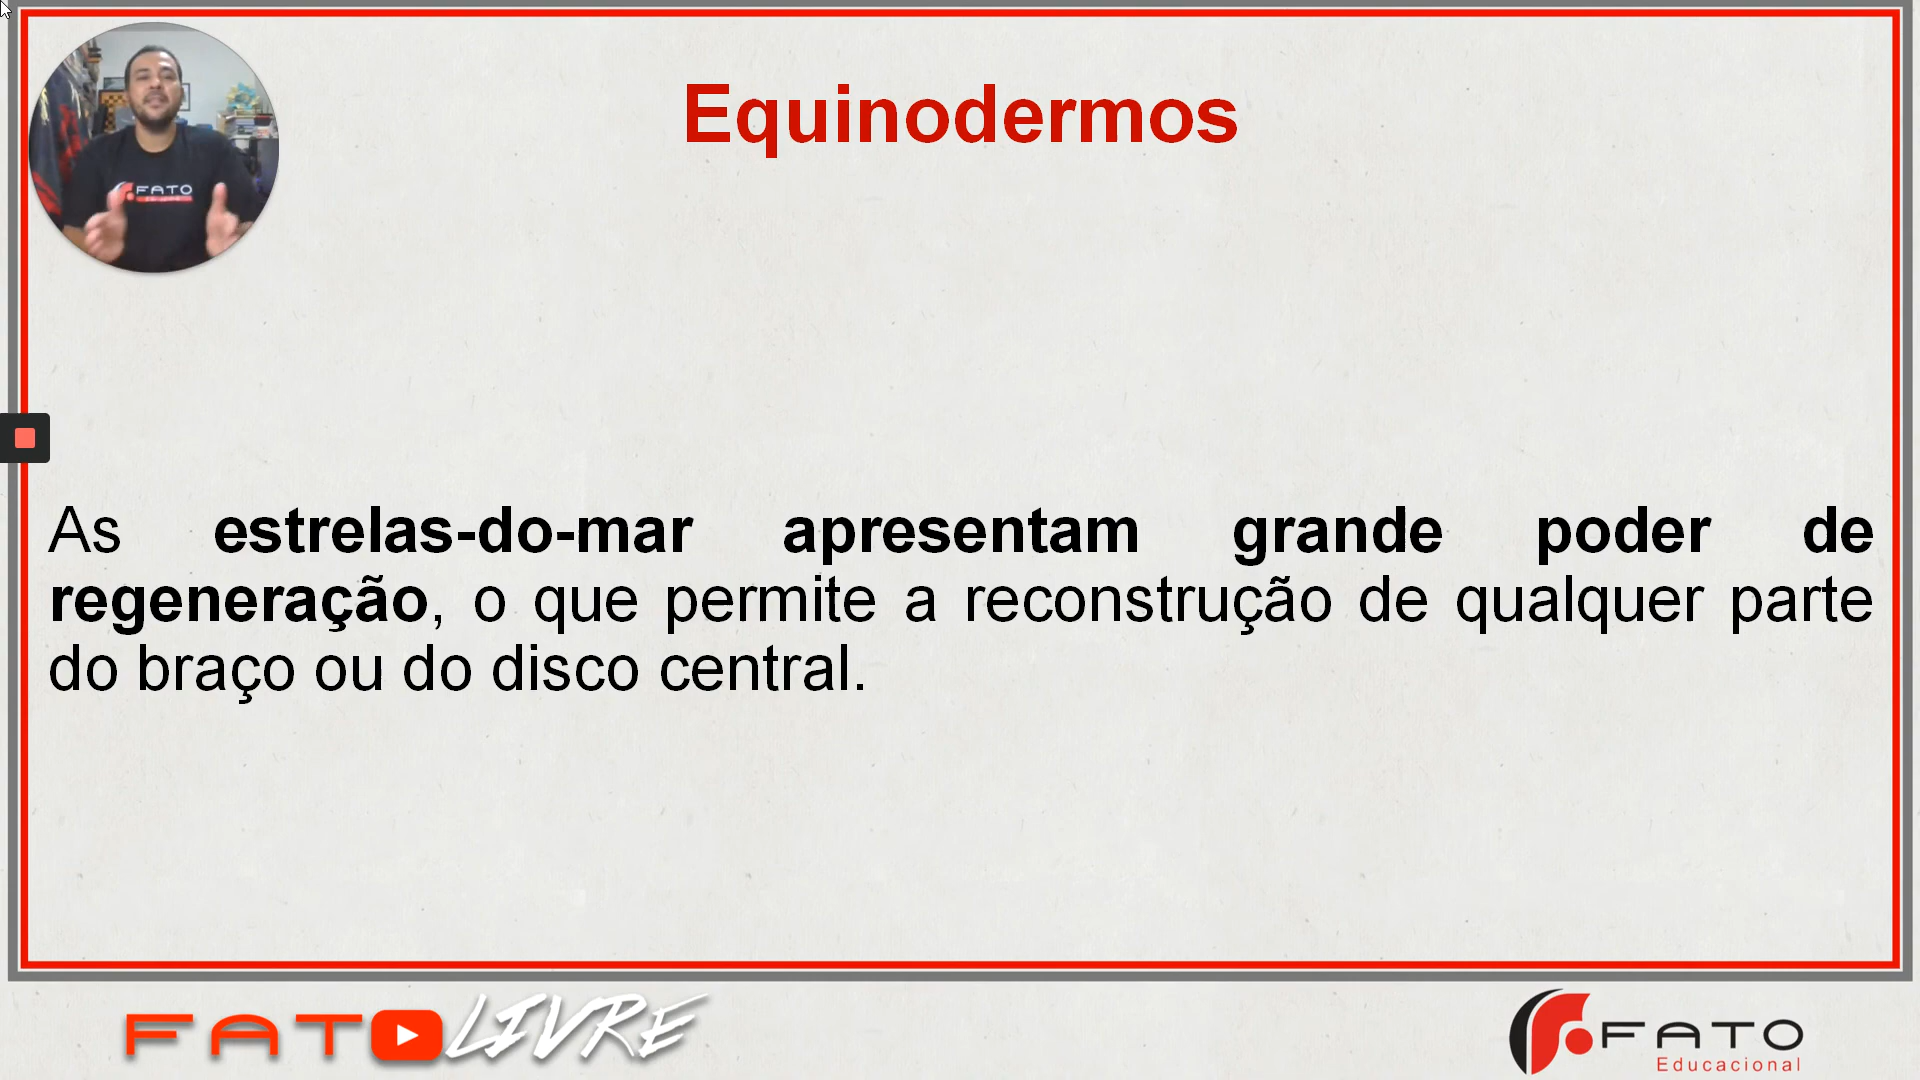 Equinodermos
FATO
As estrelas-do-mar apresentam grande poder de
regeneração, o que permite a reconstrução de qualquer parte
do braço ou do disco central.
FATO LIVRE
FATO
Educacional